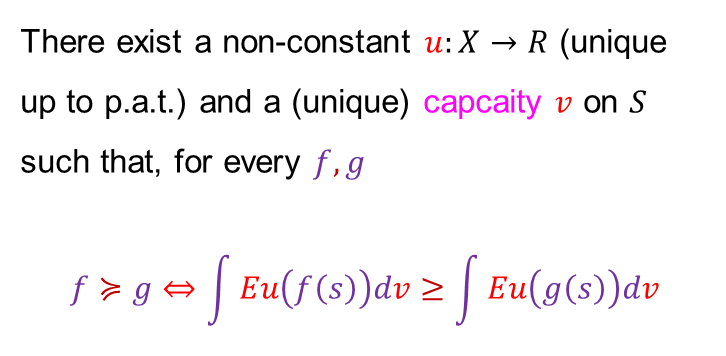 There exist a non-constant u: X → R (unique
up to p.a.t.) and a (unique) capcaity v on S
such that, for every f, g
f ≽ g ⇔ ∫ Eu(f(s))dv ≥ ∫ Eu(g(s))dv